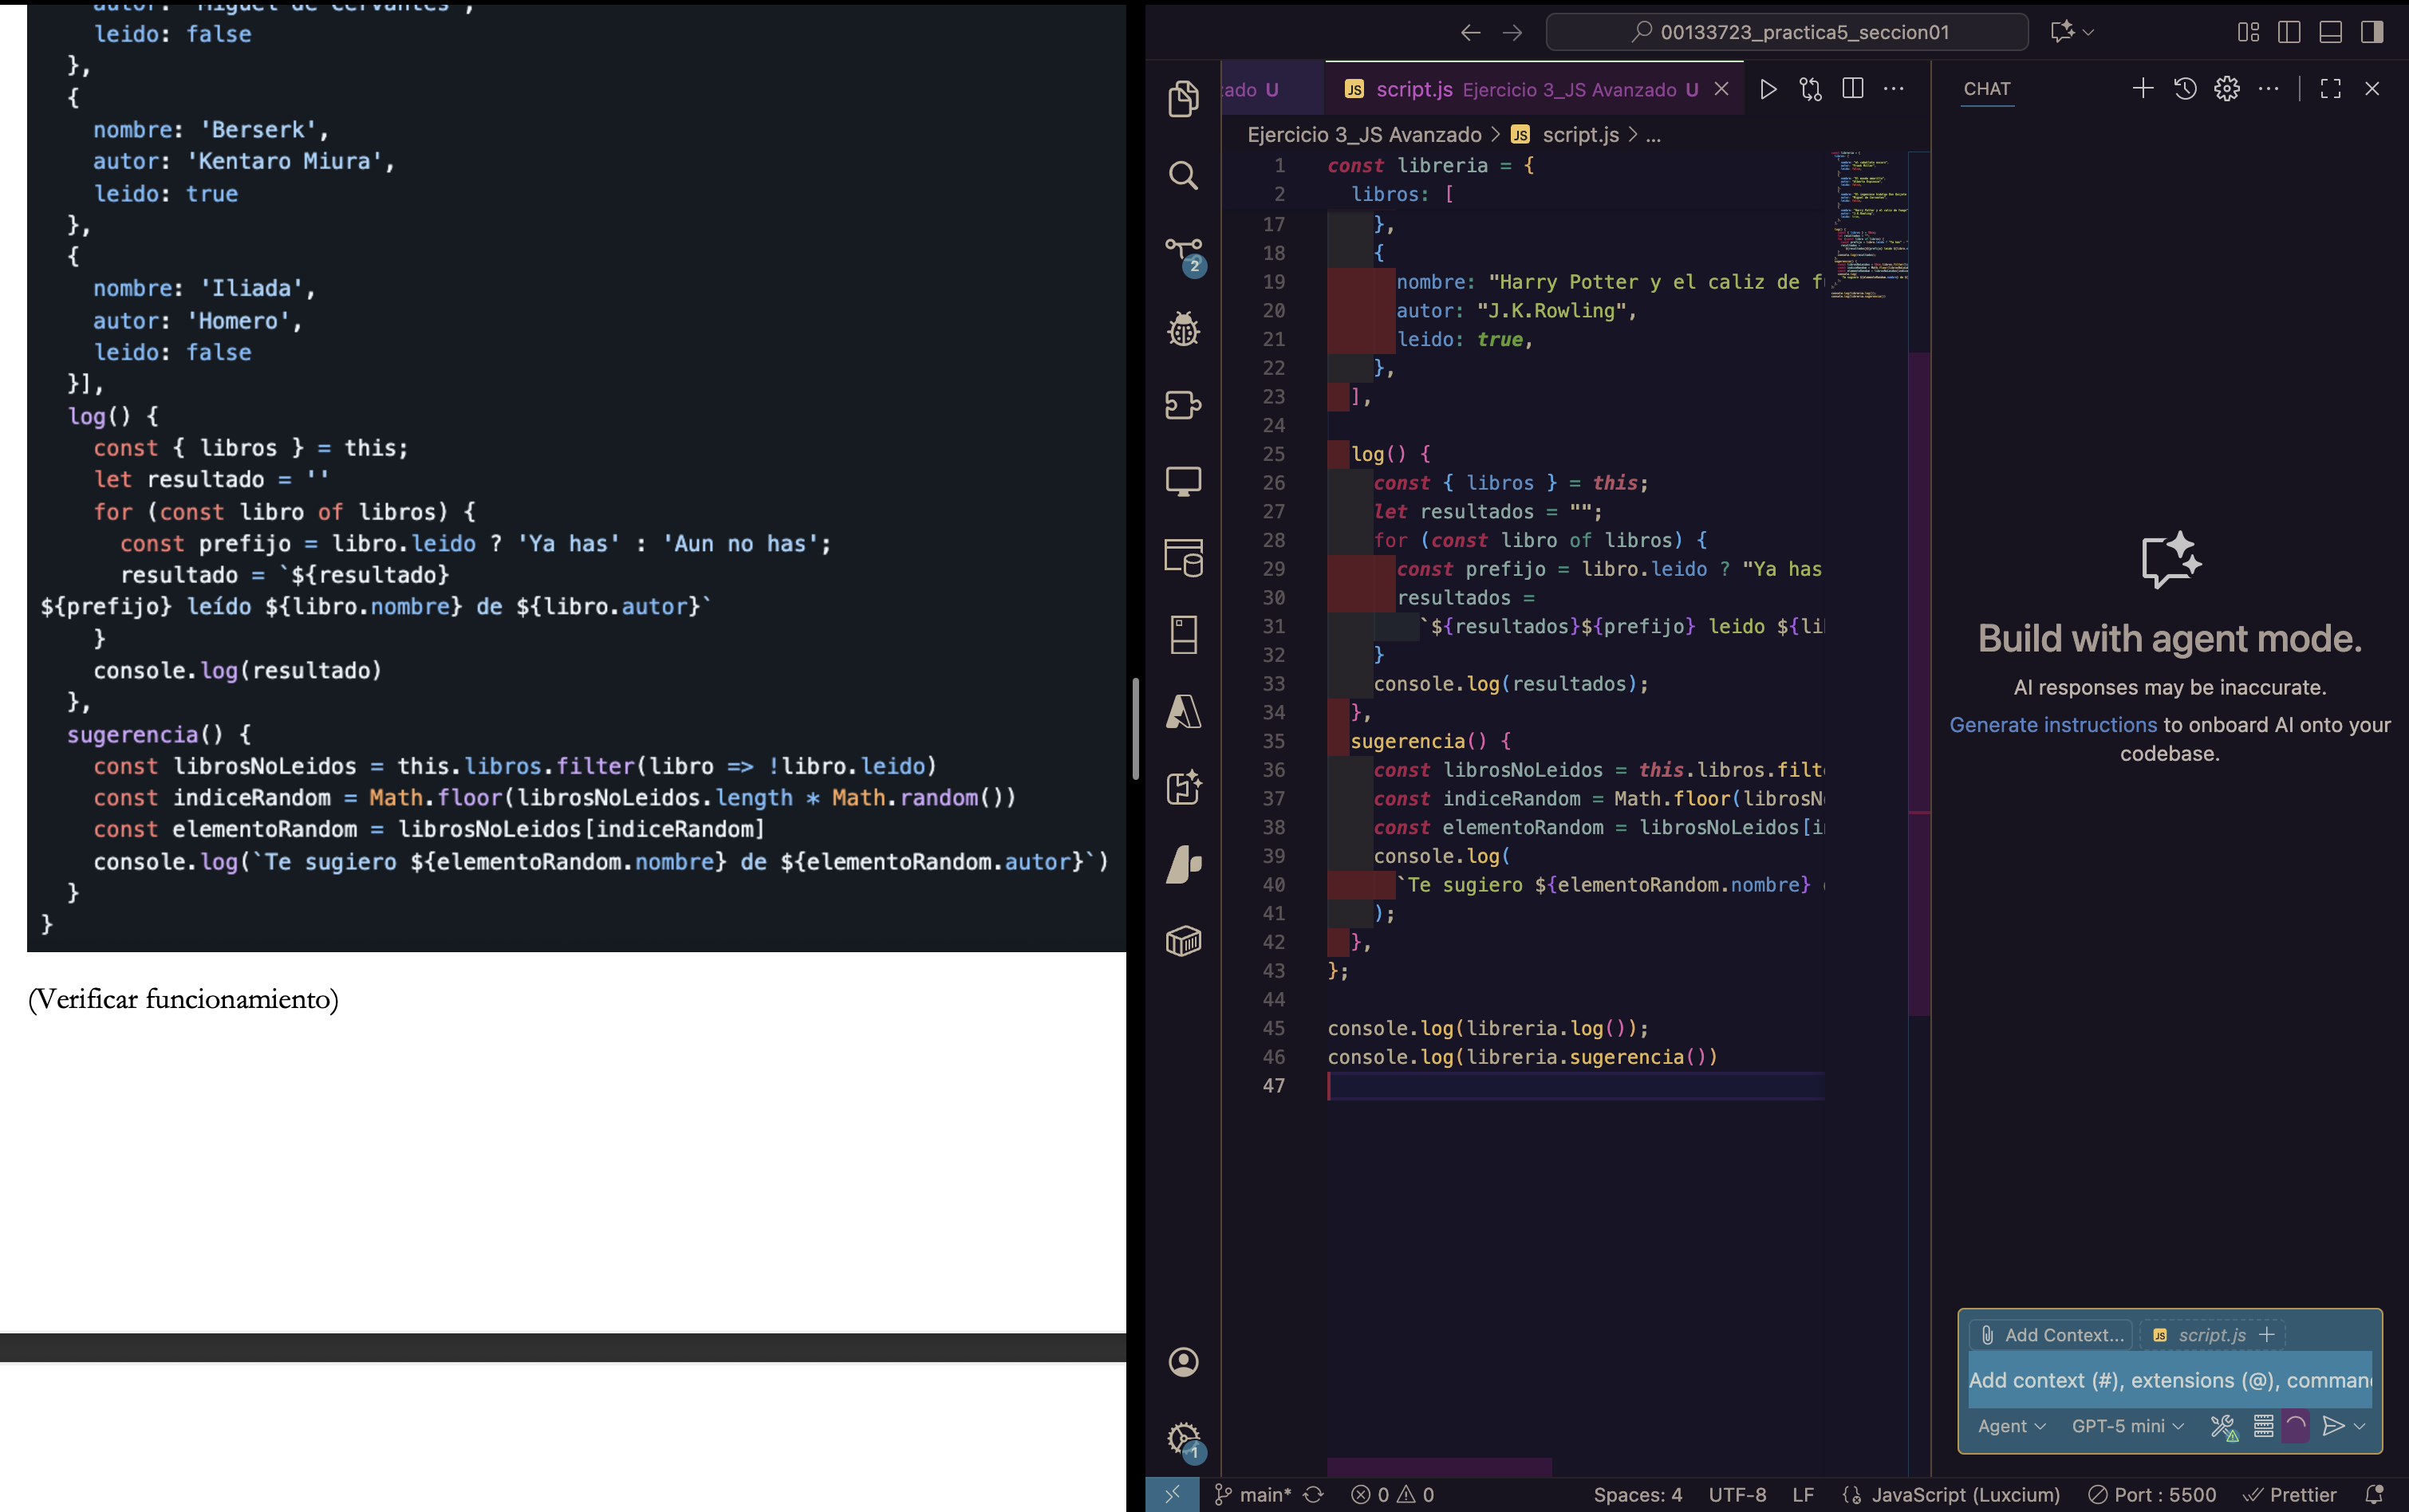 autor: 'Miguel de Cervantes',
leido: false
},
{
nombre: 'Berserk',
autor: 'Kentaro Miura',
leido: true
},
{
nombre: 'Iliada',
autor: 'Homero',
leido: false
}],
log() {
const { libros } = this;
let resultado = ''
for (const libro of libros) {
const prefijo = libro.leido ? 'Ya has' : 'Aun no has';
resultado = `${resultado}
${prefijo} leído ${libro.nombre} de ${libro.autor}`
}
console.log(resultado)
},
sugerencia() {
const librosNoLeidos = this.libros.filter(libro => !libro.leido)
const indiceRandom = Math.floor(librosNoLeidos.length * Math.random())
const elementoRandom = librosNoLeidos[indiceRandom]
console.log(`Te sugiero ${elementoRandom.nombre} de ${elementoRandom.autor}`)
}
}
(Verificar funcionamiento)
00133723_practica5_seccion01
zado U
JS script.js Ejercicio 3_JS Avanzado U
Ejercicio 3_JS Avanzado > JS script.js > ...
1 const libreria = {
2 libros: [
17 },
18 {
19 nombre: "Harry Potter y el caliz de f
20 autor: "J.K.Rowling",
21 leido: true,
22 },
23 ],
24
25 log() {
26 const { libros } = this;
27 let resultados = "";
28 for (const libro of libros) {
29 const prefijo = libro.leido ? "Ya has
30 resultados =
31 `${resultados}${prefijo} leido ${li
32 }
33 console.log(resultados);
34 },
35 sugerencia() {
36 const librosNoLeidos = this.libros.filt
37 const indiceRandom = Math.floor(librosN
38 const elementoRandom = librosNoLeidos[i
39 console.log(
40 `Te sugiero ${elementoRandom.nombre}
41 );
42 },
43 };
44
45 console.log(libreria.log());
46 console.log(libreria.sugerencia())
47
2
1
CHAT
Build with agent mode.
AI responses may be inaccurate.
Generate instructions to onboard AI onto your
codebase.
Add Context...
JS script.js
Add context (#), extensions (@), comman
Agent
GPT-5 mini
main*
0
0
Spaces: 4
UTF-8
LF
JavaScript (Luxcium)
Port : 5500
Prettier